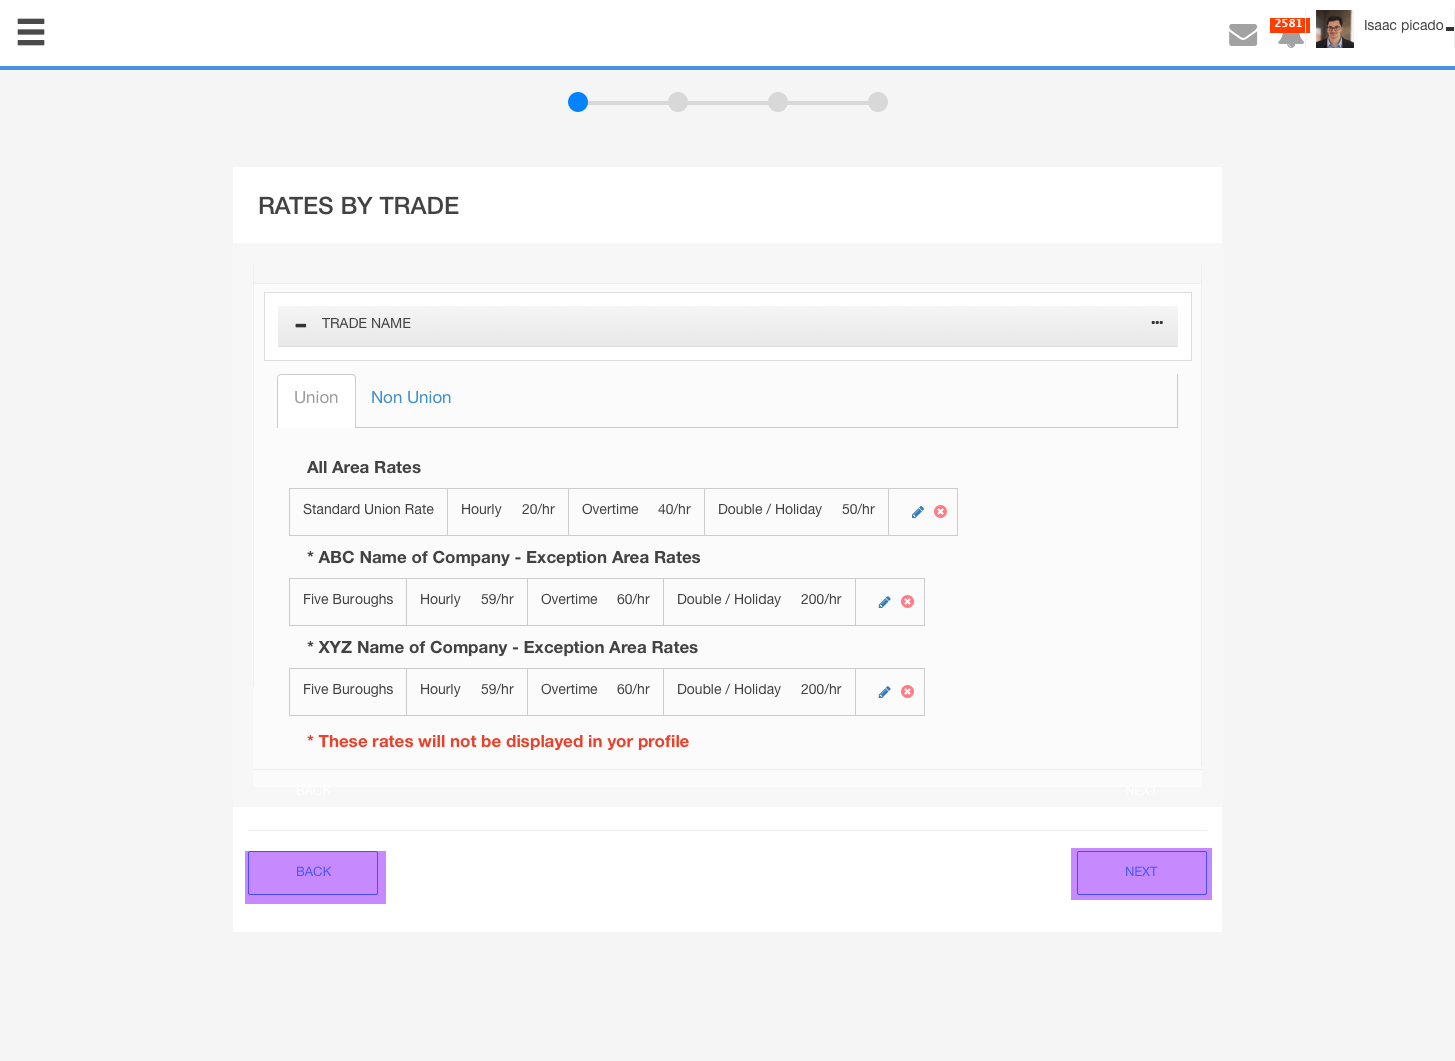 2581
Isaac picado
RATES BY TRADE
TRADE NAME
Union Non Union
All Area Rates
Standard Union Rate Hourly 20/hr Overtime 40/hr Double / Holiday 50/hr
* ABC Name of Company - Exception Area Rates
Five Buroughs Hourly 59/hr Overtime 60/hr Double / Holiday 200/hr
* XYZ Name of Company - Exception Area Rates
Five Buroughs Hourly 59/hr Overtime 60/hr Double / Holiday 200/hr
* These rates will not be displayed in yor profile
BACK NEXT
BACK NEXT